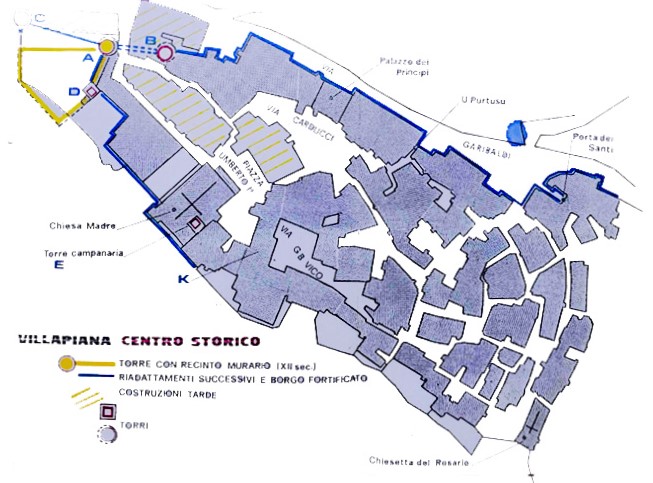 C
B
A
D
VIA
Palazzo dei
Principi
U Purtusu
VIA CARDUCCI
GARIBALDI
Porta dei
Santi
PIAZZA
UMBERTO I°
Chiesa Madre
Torre campanaria
E
K
VIA
G.B. VICO
VILLAPIANA CENTRO STORICO
TORRE CON RECINTO MURARIO (XII sec.)
RIADATTAMENTI SUCCESSIVI E BORGO FORTIFICATO
COSTRUZIONI TARDE
TORRI
Chiesetta del Rosario